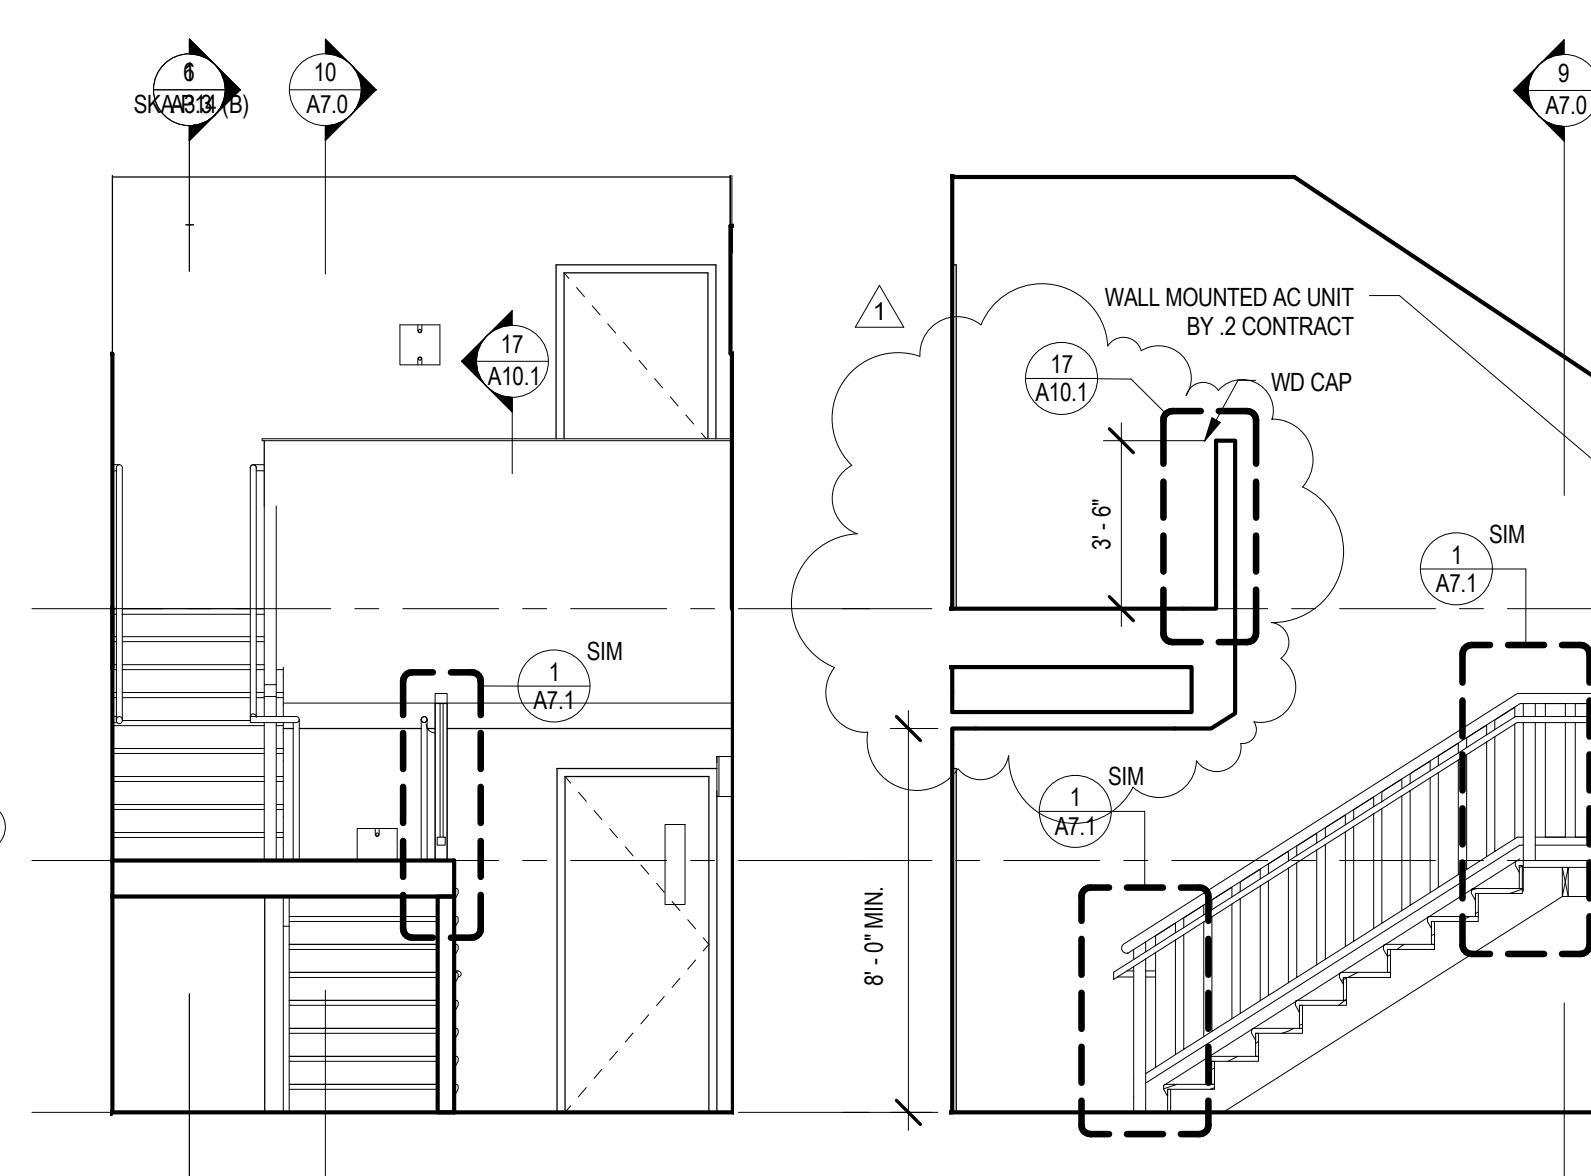 6
10
A7.0
9
A7.0
17
A10.1
1
WALL MOUNTED AC UNIT
BY .2 CONTRACT
17
A10.1
WD CAP
3' - 6"
SIM
1
A7.1
SIM
1
A7.1
SIM
1
A7.1
8' - 0" MIN.